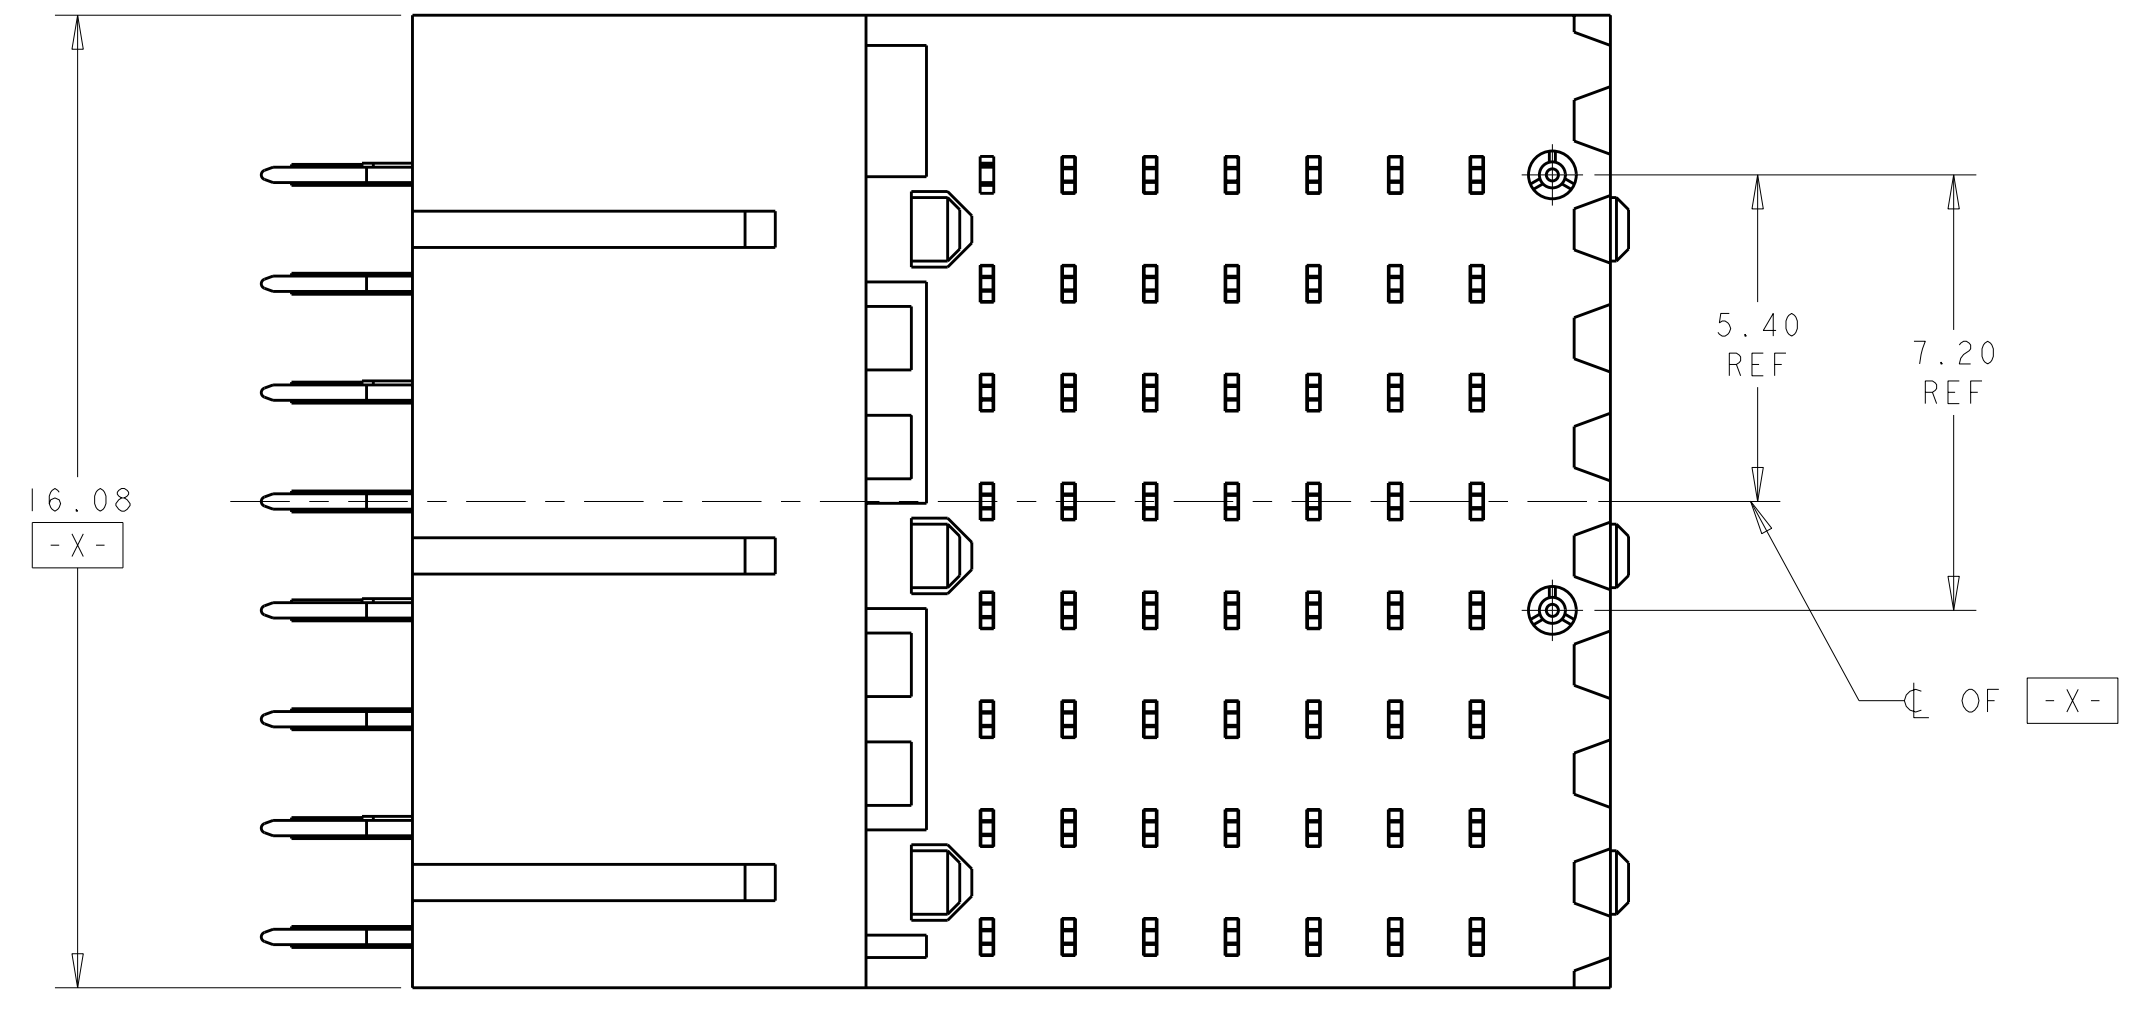 5.40
REF
7.20
REF
16.08
-X-
℄ OF -X-